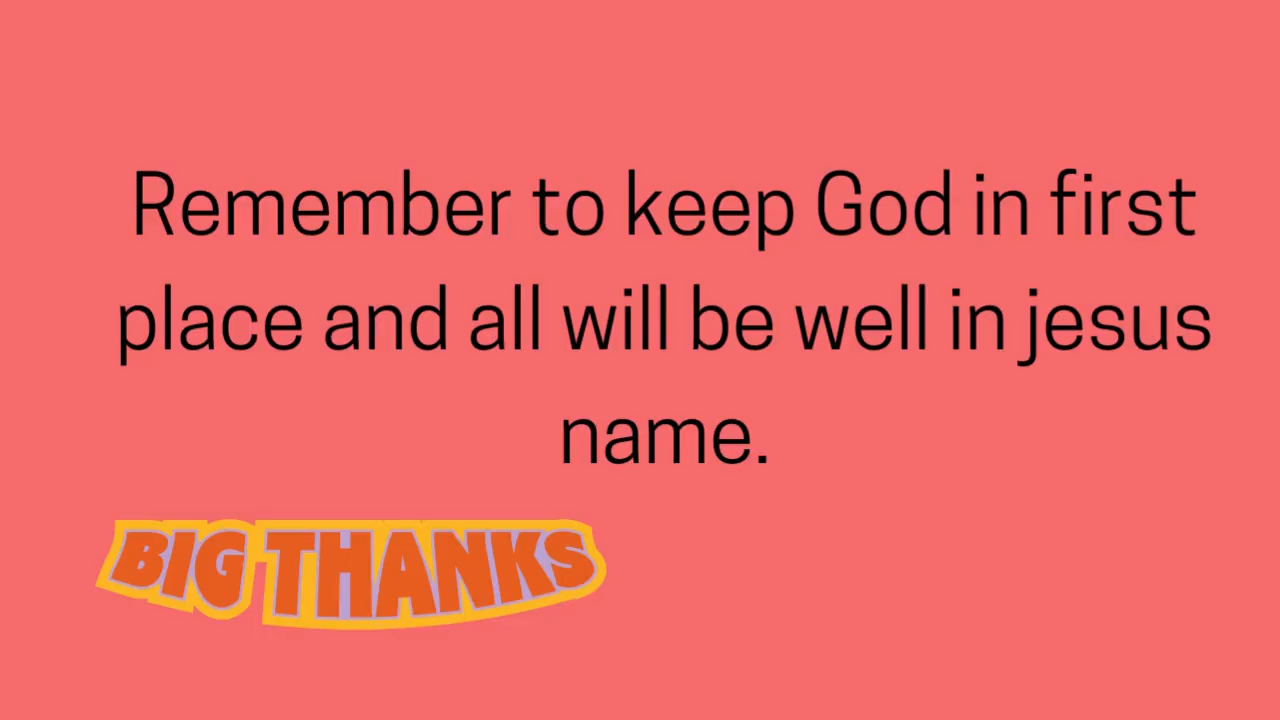 Remember to keep God in first
place and all will be well in jesus
name.
BIG THANKS